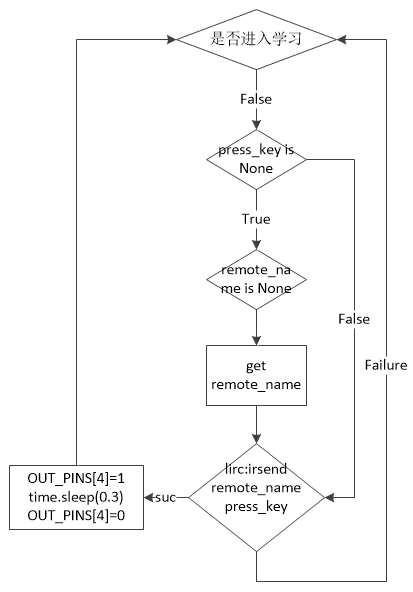 是否进入学习
False
press_key is
None
True
remote_na
me is None
False
get
remote_name
Failure
lirc:irsend
remote_name
press_key
suc
OUT_PINS[4]=1
time.sleep(0.3)
OUT_PINS[4]=0